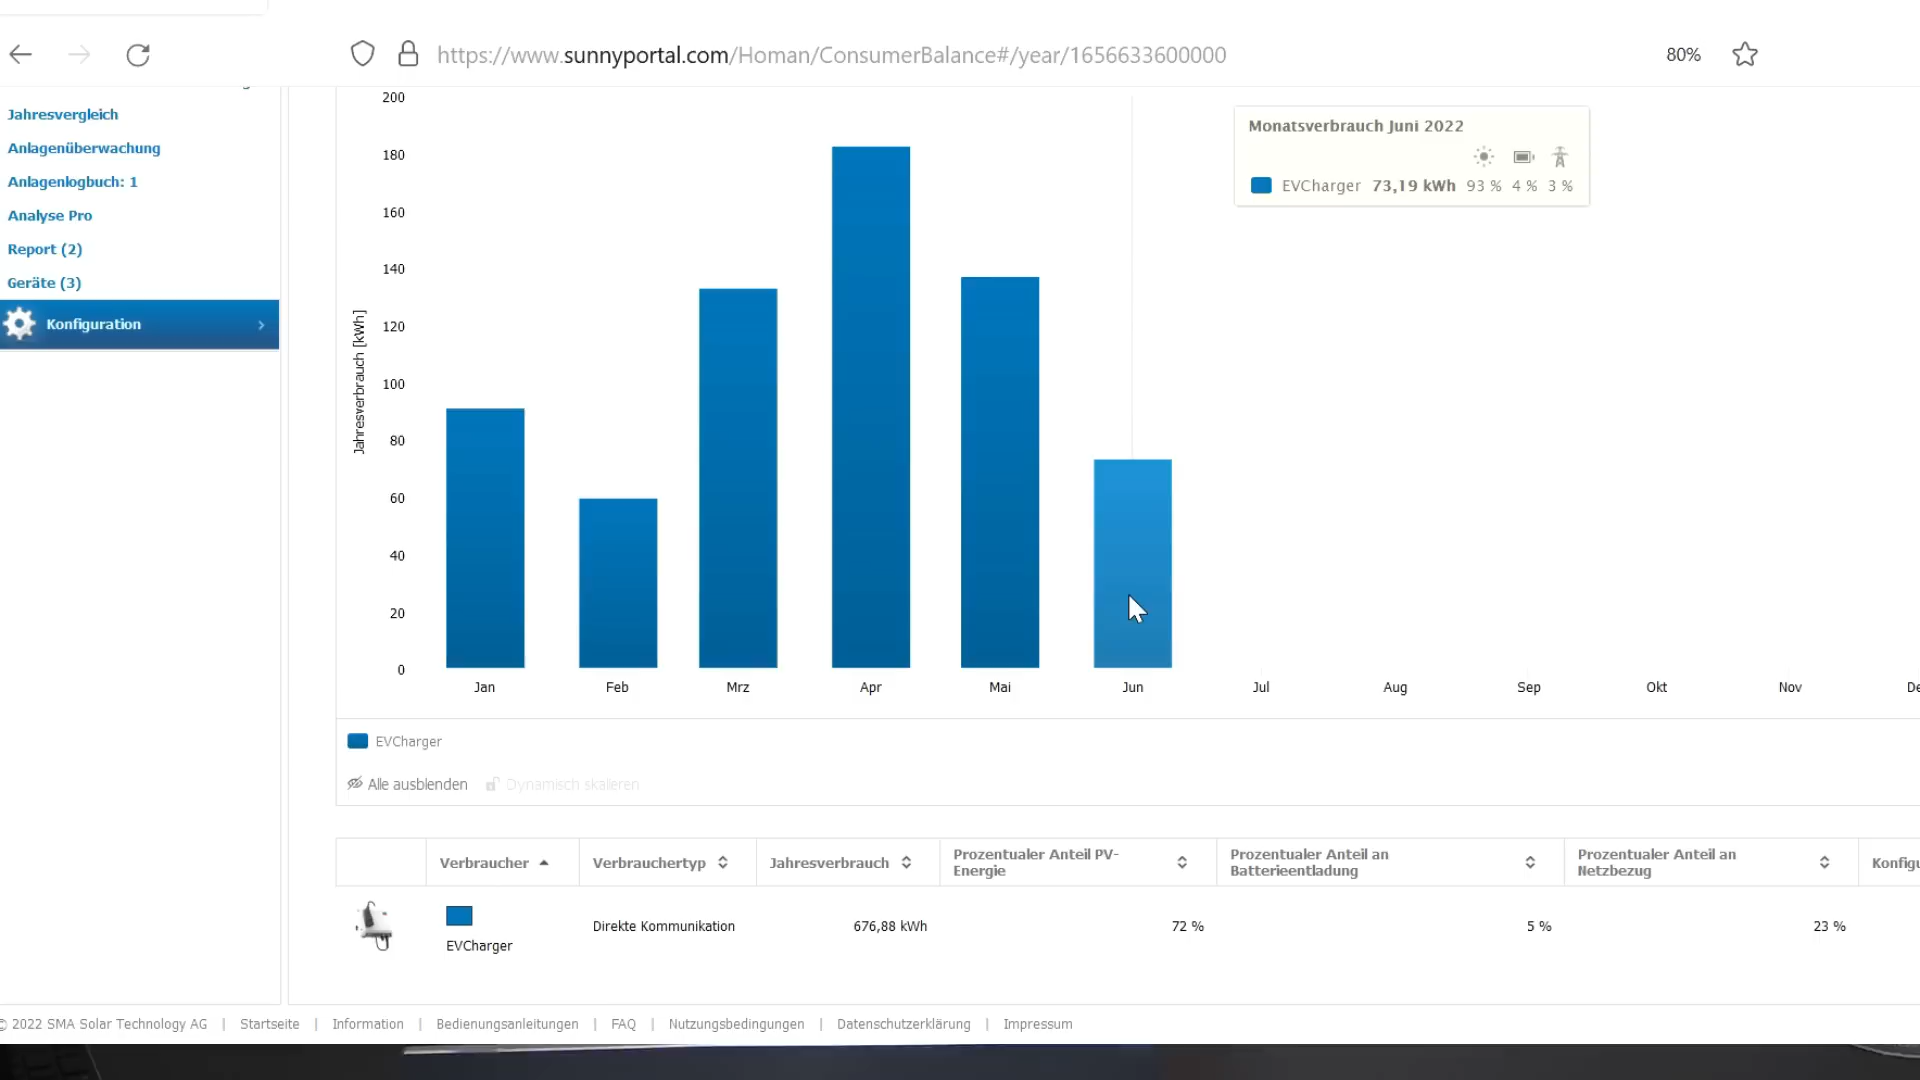 https://www.sunnyportal.com/Homan/ConsumerBalance#/year/1656633600000
80%
Jahresvergleich
Anlagenüberwachung
Anlagenlogbuch: 1
Analyse Pro
Report (2)
Geräte (3)
Konfiguration
Jahresverbrauch [kWh]
200
180
160
140
120
100
80
60
40
20
0
Monatsverbrauch Juni 2022
EVCharger 73,19 kWh 93 % 4 % 3 %
Jan Feb Mrz Apr Mai Jun Jul Aug Sep Okt Nov
EVCharger
Alle ausblenden Dynamisch skalieren
Verbraucher
Verbrauchertyp
Jahresverbrauch
Prozentualer Anteil PV-
Energie
Prozentualer Anteil an
Batterieentladung
Prozentualer Anteil an
Netzbezug
Konfigu
EVCharger
Direkte Kommunikation
676,88 kWh
72 %
5 %
23 %
© 2022 SMA Solar Technology AG | Startseite | Information | Bedienungsanleitungen | FAQ | Nutzungsbedingungen | Datenschutzerklärung | Impressum